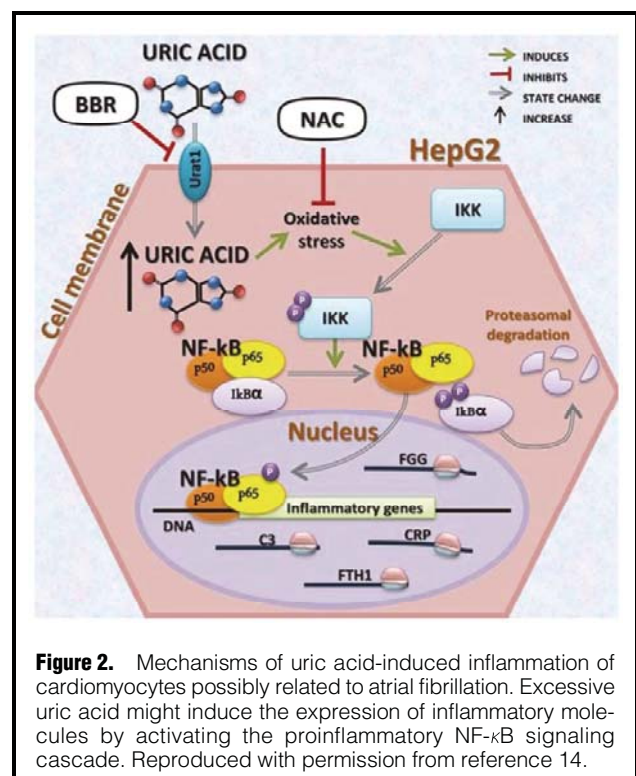 URIC ACID
INDUCES
INHIBITS
STATE CHANGE
INCREASE
BBR
NAC
Urat1
HepG2
Cell membrane
Oxidative
stress
IKK
URIC ACID
P
P
IKK
Proteasomal
degradation
NF-kB
p50
p65
IkBα
NF-kB
p50
p65
P
P
IkBα
Nucleus
FGG
NF-kB
p50
p65
P
Inflammatory genes
DNA
C3
CRP
FTH1
Figure 2. Mechanisms of uric acid-induced inflammation of
cardiomyocytes possibly related to atrial fibrillation. Excessive
uric acid might induce the expression of inflammatory mole-
cules by activating the proinflammatory NF-κB signaling
cascade. Reproduced with permission from reference 14.